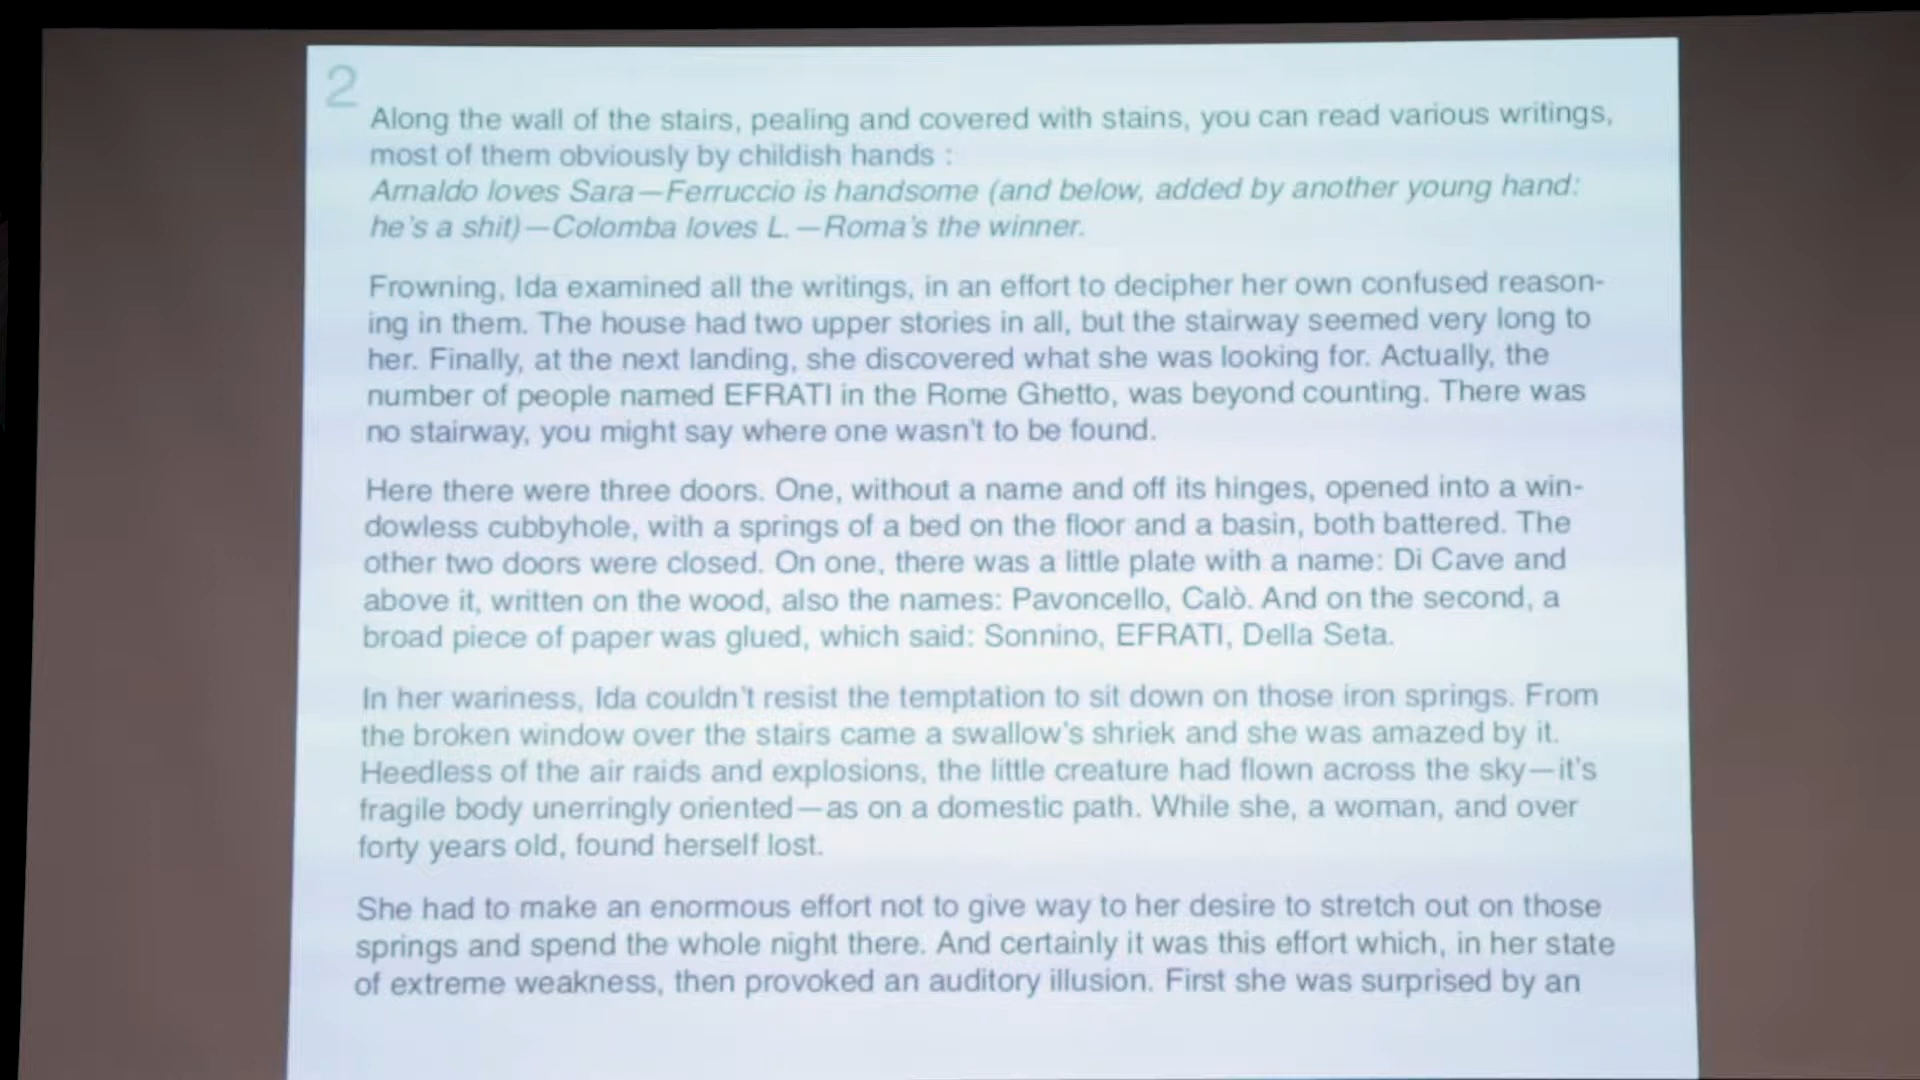 2
Along the wall of the stairs, pealing and covered with stains, you can read various writings,
most of them obviously by childish hands :
Arnaldo loves Sara—Ferruccio is handsome (and below, added by another young hand:
he's a shit)—Colomba loves L.—Roma's the winner.
Frowning, Ida examined all the writings, in an effort to decipher her own confused reason-
ing in them. The house had two upper stories in all, but the stairway seemed very long to
her. Finally, at the next landing, she discovered what she was looking for. Actually, the
number of people named EFRATI in the Rome Ghetto, was beyond counting. There was
no stairway, you might say where one wasn't to be found.
Here there were three doors. One, without a name and off its hinges, opened into a win-
dowless cubbyhole, with a springs of a bed on the floor and a basin, both battered. The
other two doors were closed. On one, there was a little plate with a name: Di Cave and
above it, written on the wood, also the names: Pavoncello, Calò. And on the second, a
broad piece of paper was glued, which said: Sonnino, EFRATI, Della Seta.
In her wariness, Ida couldn't resist the temptation to sit down on those iron springs. From
the broken window over the stairs came a swallow's shriek and she was amazed by it.
Heedless of the air raids and explosions, the little creature had flown across the sky—it's
fragile body unerringly oriented—as on a domestic path. While she, a woman, and over
forty years old, found herself lost.
She had to make an enormous effort not to give way to her desire to stretch out on those
springs and spend the whole night there. And certainly it was this effort which, in her state
of extreme weakness, then provoked an auditory illusion. First she was surprised by an